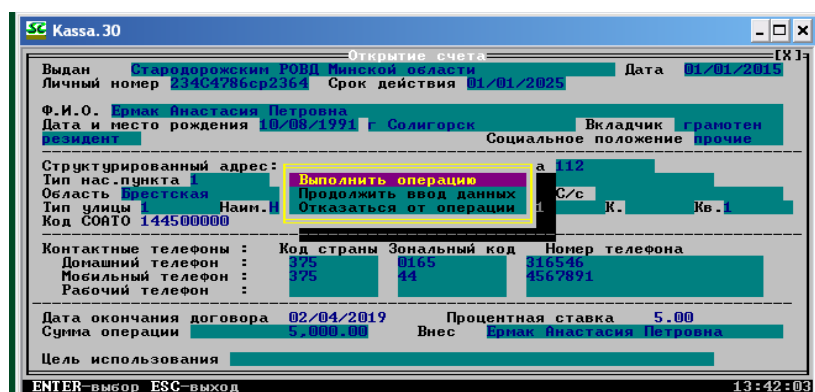 Kassa.30
Открытие счета [X]
Выдан Стародорожским РОВД Минской области Дата 01/01/2015
Личный номер 234C4786ср2364 Срок действия 01/01/2025
Ф.И.О. Ермак Анастасия Петровна
Дата и место рождения 10/08/1991 г Солигорск Вкладчик грамотен
резидент Социальное положение прочие
Структурированный адрес: а 112
Тип нас.пункта 1 Выполнить операцию
Область Брестская Продолжить ввод данных С/с
Тип улицы 1 Наим.Н Отказаться от операции 1 К. Кв.1
Код СОАТО 144500000
Контактные телефоны : Код страны Зональный код Номер телефона
Домашний телефон : 375 0165 316546
Мобильный телефон : 375 44 4567891
Рабочий телефон :
Дата окончания договора 02/04/2019 Процентная ставка 5.00
Сумма операции 5,000.00 Внес Ермак Анастасия Петровна
Цель использования
ENTER-выбор ESC-выход 13:42:03